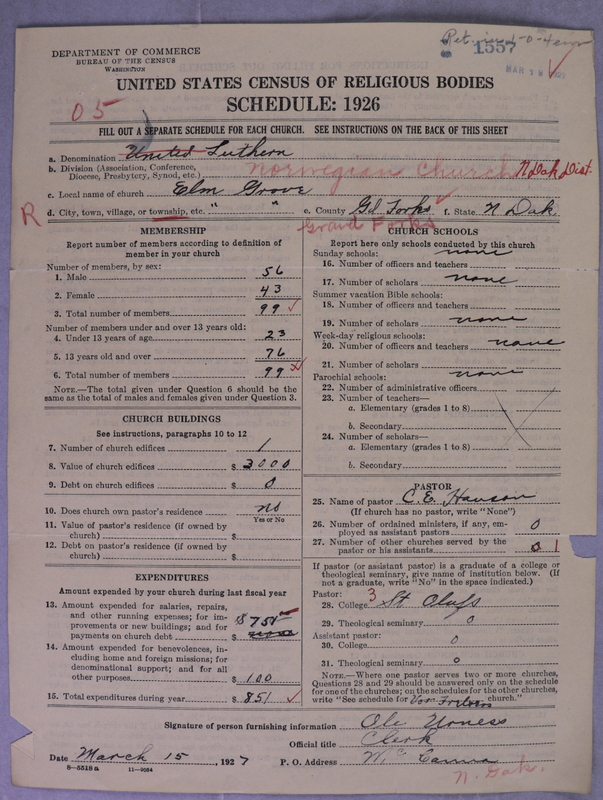 DEPARTMENT OF COMMERCE
BUREAU OF THE CENSUS
WASHINGTON
1557
MAR 18
UNITED STATES CENSUS OF RELIGIOUS BODIES
SCHEDULE: 1926
05
FILL OUT A SEPARATE SCHEDULE FOR EACH CHURCH. SEE INSTRUCTIONS ON THE BACK OF THIS SHEET
a. Denomination United Luthern
b. Division (Association, Conference, Diocese, Presbytery, Synod, etc.) Norwegian Church N Dak Dist.
c. Local name of church Elm Grove
R d. City, town, village, or township, etc. " " e. County Gd Forks f. State N Dak.
Grand Forks
MEMBERSHIP
Report number of members according to definition of
member in your church
Number of members, by sex:
1. Male 56
2. Female 43
3. Total number of members 99
Number of members under and over 13 years old:
4. Under 13 years of age 23
5. 13 years old and over 76
6. Total number of members 99
NOTE.—The total given under Question 6 should be the
same as the total of males and females given under Question 3.
CHURCH BUILDINGS
See instructions, paragraphs 10 to 12
7. Number of church edifices 1
8. Value of church edifices $ 3000
9. Debt on church edifices $ 0
10. Does church own pastor's residence no
Yes or No
11. Value of pastor's residence (if owned by
church) $
12. Debt on pastor's residence (if owned by
church) $
EXPENDITURES
Amount expended by your church during last fiscal year
13. Amount expended for salaries, repairs,
and other running expenses; for im-
provements or new buildings; and for
payments on church debt $ 751
14. Amount expended for benevolences, in-
cluding home and foreign missions; for
denominational support; and for all
other purposes $ 100
15. Total expenditures during year $ 851
CHURCH SCHOOLS
Report here only schools conducted by this church
Sunday schools: none
16. Number of officers and teachers
17. Number of scholars none
Summer vacation Bible schools:
18. Number of officers and teachers
19. Number of scholars none
Week-day religious schools:
20. Number of officers and teachers none
21. Number of scholars
Parochial schools: none
22. Number of administrative officers
23. Number of teachers—
a. Elementary (grades 1 to 8)
b. Secondary
24. Number of scholars—
a. Elementary (grades 1 to 8)
b. Secondary
PASTOR
25. Name of pastor C. E. Hanson
(If church has no pastor, write "None")
26. Number of ordained ministers, if any, em-
ployed as assistant pastors 0
27. Number of other churches served by the
pastor or his assistants 0 1
If pastor (or assistant pastor) is a graduate of a college or
theological seminary, give name of institution below. (If
not a graduate, write "No" in the space indicated.)
Pastor:
28. College 3 St Olafs
29. Theological seminary 0
Assistant pastor:
30. College 0
31. Theological seminary 0
NOTE.—Where one pastor serves two or more churches,
Questions 28 and 29 should be answered only on the schedule
for one of the churches; on the schedules for the other churches,
write "See schedule for Vor Frelsers church."
Signature of person furnishing information Ole Urness
Official title Clerk
Date March 15, 1927 P. O. Address Mc Canna
8—5518a 11—9054
N. Dak.